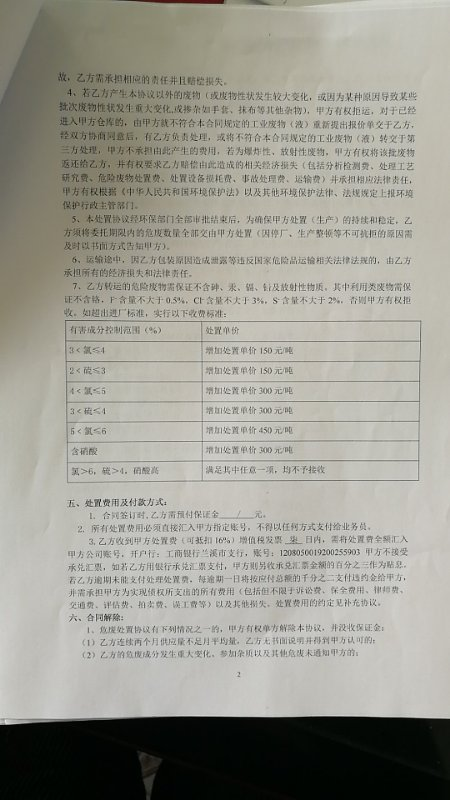 故，乙方需承担相应的责任并且赔偿损失。
4、若乙方产生本协议以外的废物（或废物性状发生较大变化，或因为某种原因导致某些
批次废物性状发生重大变化,或掺杂如手套、抹布等其他杂物），甲方有权拒运，对于已经
进入甲方仓库的，由甲方就不符合本合同规定的工业废物（液）重新提出报价单交于乙方，
经双方协商同意后，有乙方负责处理，或将不符合本合同规定的工业废物（液）转交于第
三方处理，甲方不承担由此产生的费用，若为爆炸性、放射性废物，甲方有权将该批废物
返还给乙方，并有权要求乙方赔偿由此造成的相关经济损失（包括分析检测费、处理工艺
研究费、危险废物处置费、处置设备损耗费、事故处理费、运输费）并承担相应法律责任，
甲方有权根据《中华人民共和国环境保护法》以及其他环境保护法律、法规规定上报环境
保护行政主管部门。
5、本处置协议经环保部门全部审批结束后，为确保甲方处置（生产）的持续和稳定，乙
方须将委托期限内的危废数量全部交由甲方处置（因停厂、生产整顿等不可抗拒的原因需
及时以书面方式告知甲方）。
6、运输途中，因乙方包装原因造成泄露等违反国家危险品运输相关法律法规的，由乙方
承担所有的经济损失和法律责任。
7、乙方转运的危险废物需保证不含砷、汞、镉、铊及放射性物质。其中利用类废物需保
证不含铬，F⁻含量不大于 0.5%、Cl⁻含量不大于 3%，S⁻含量不大于 2%，否则甲方有权拒
收。如超出进厂标准，实行以下收费标准：
有害成分控制范围（%） 处置单价
3＜氯≤4 增加处置单价 150 元/吨
2＜硫≤3 增加处置单价 150 元/吨
4＜氯≤5 增加处置单价 300 元/吨
3＜硫≤4 增加处置单价 300 元/吨
5＜氯≤6 增加处置单价 450 元/吨
含硝酸 增加处置单价 300 元/吨
氯＞6，硫＞4，硝酸高 满足其中任意一项，均不予接收
五、处置费用及付款方式：
1. 合同签订时,乙方需预付保证金 / 元。
2. 所有处置费用必须直接汇入甲方指定账号，不得以任何方式支付给业务员。
3.乙方收到甲方处置费（可抵扣 16%）增值税发票 日内，需将处置费全额汇入
甲方公司账号，开户行：工商银行兰溪市支行，账号：1208050019200255903 甲方不接受
承兑汇票，如若乙方用银行承兑汇票支付，甲方则另收承兑汇票金额的百分之三作为贴息。
若乙方逾期未能支付处理处置费，每逾期一日将按应付总额的千分之二支付违约金给甲方，
并需承担甲方为实现债权所支出的所有费用（包括但不限于诉讼费、保全费用、律师费、
交通费、评估费、拍卖费、误工费等）以及其他损失。处置费用的约定见补充协议。
六、合同解除：
1、危废处置协议有下列情况之一的，甲方有权单方解除本协议，并没收保证金：
（1）乙方连续两个月供应量不足月平均量，乙方无书面说明并得到甲方认可的；
（2）乙方的危废成分发生重大变化、参加杂质以及其他危废未通知甲方的；
2